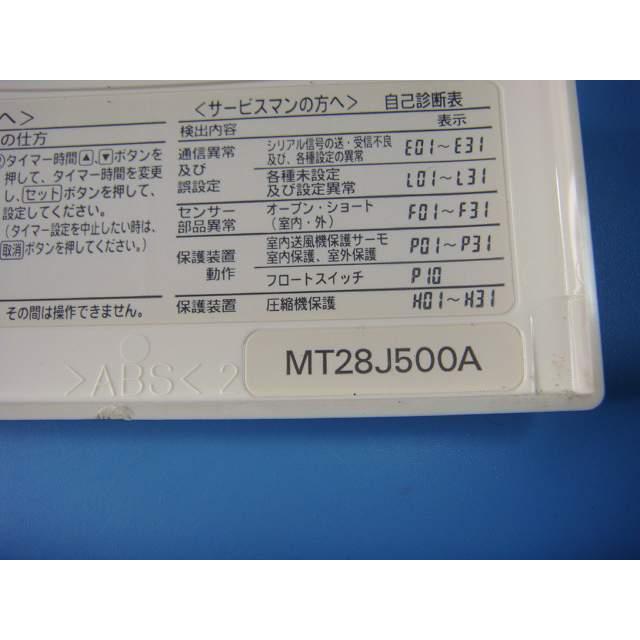 へ>
の仕方
②タイマー時間▲、▼ボタンを
押して、タイマー時間を変更
し、セットボタンを押して、
設定してください。
(タイマー設定を中止したい時は、
取消ボタンを押してください。)
その間は操作できません。
<サービスマンの方へ> 自己診断表
検出内容 表示
通信異常及び誤設定 シリアル信号の送・受信不良
及び、各種設定の異常 E01～E31
各種未設定
及び設定異常 L01～L31
センサー
部品異常 オープン・ショート
(室内・外) F01～F31
保護装置
動作 室内送風機保護サーモ
室内保護、室外保護 P01～P31
フロートスイッチ P10
保護装置 圧縮機保護 H01～H31
>ABS< 2
MT28J500A